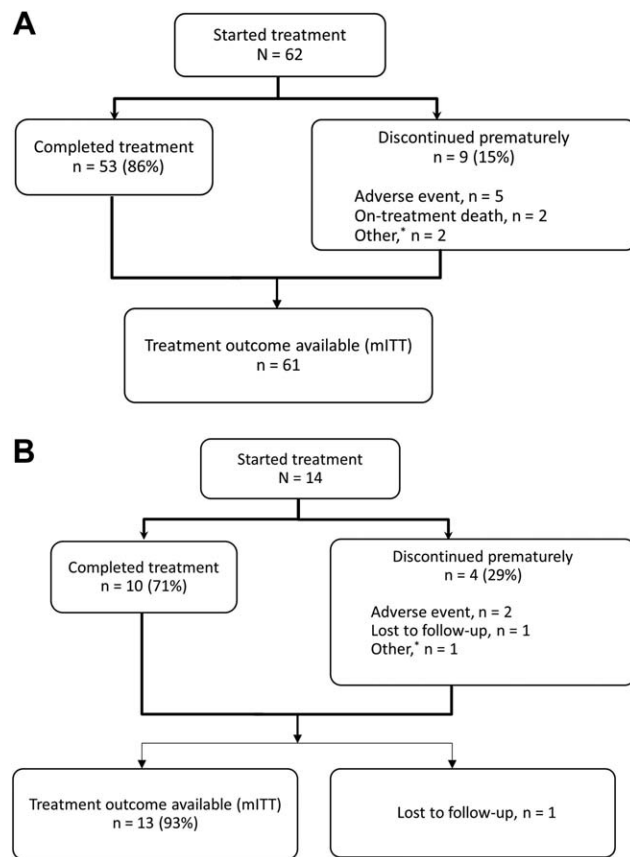 A
Started treatment
N = 62
Completed treatment
n = 53 (86%)
Discontinued prematurely
n = 9 (15%)
Adverse event, n = 5
On-treatment death, n = 2
Other,* n = 2
Treatment outcome available (mITT)
n = 61
B
Started treatment
N = 14
Completed treatment
n = 10 (71%)
Discontinued prematurely
n = 4 (29%)
Adverse event, n = 2
Lost to follow-up, n = 1
Other,* n = 1
Treatment outcome available (mITT)
n = 13 (93%)
Lost to follow-up, n = 1